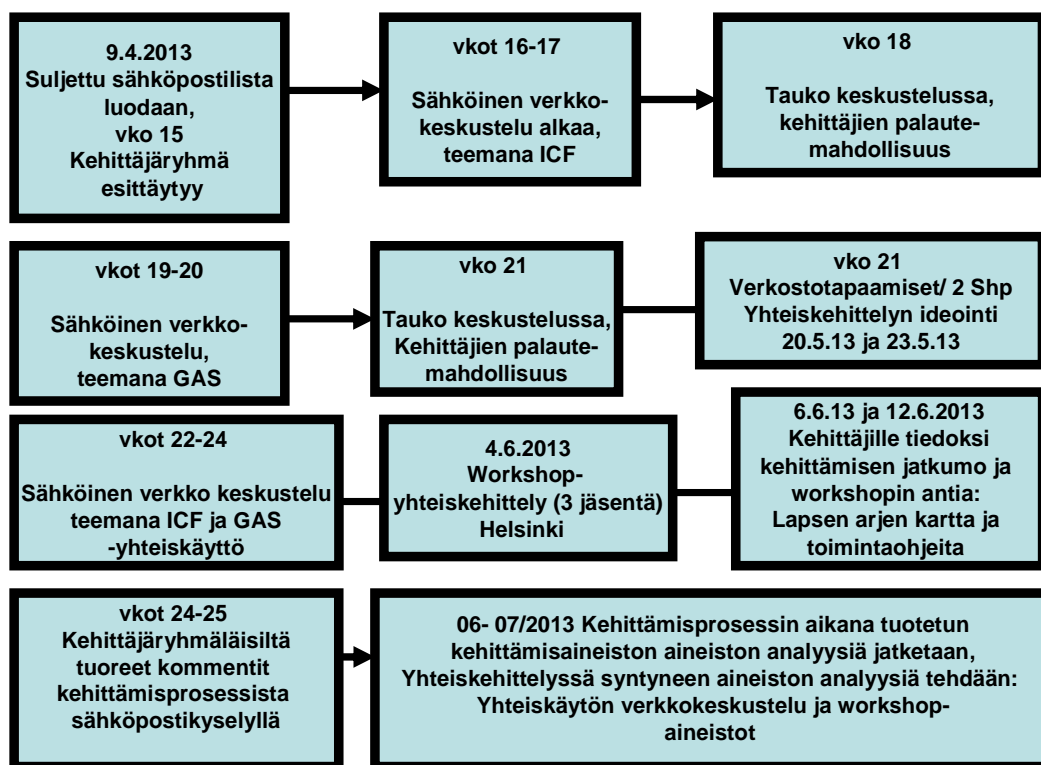 9.4.2013
Suljettu sähköpostilista
luodaan,
vko 15
Kehittäjäryhmä
esittäytyy
vkot 16-17
Sähköinen verkko-
keskustelu alkaa,
teemana ICF
vko 18
Tauko keskustelussa,
kehittäjien palaute-
mahdollisuus
vkot 19-20
Sähköinen verkko-
keskustelu,
teemana GAS
vko 21
Tauko keskustelussa,
Kehittäjien palaute-
mahdollisuus
vko 21
Verkostotapaamiset/ 2 Shp
Yhteiskehittelyn ideointi
20.5.13 ja 23.5.13
vkot 22-24
Sähköinen verkko keskustelu
teemana ICF ja GAS
-yhteiskäyttö
4.6.2013
Workshop-
yhteiskehittely (3 jäsentä)
Helsinki
6.6.13 ja 12.6.2013
Kehittäjille tiedoksi
kehittämisen jatkumo ja
workshopin antia:
Lapsen arjen kartta ja
toimintaohjeita
vkot 24-25
Kehittäjäryhmäläisiltä
tuoreet kommentit
kehittämisprosessista
sähköpostikyselyllä
06- 07/2013 Kehittämisprosessin aikana tuotetun
kehittämisaineiston aineiston analyysiä jatketaan,
Yhteiskehittelyssä syntyneen aineiston analyysiä tehdään:
Yhteiskäytön verkkokeskustelu ja workshop-
aineistot